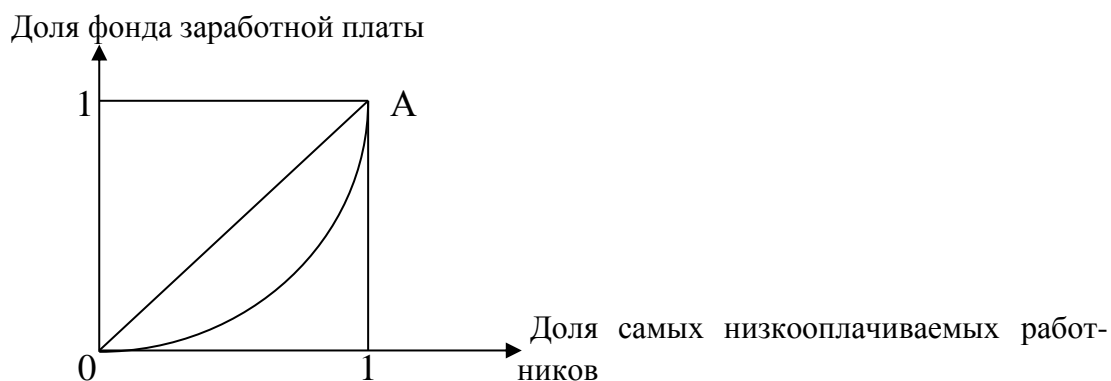 Доля фонда заработной платы
1
А
Доля самых низкооплачиваемых работ-
0
1
ников